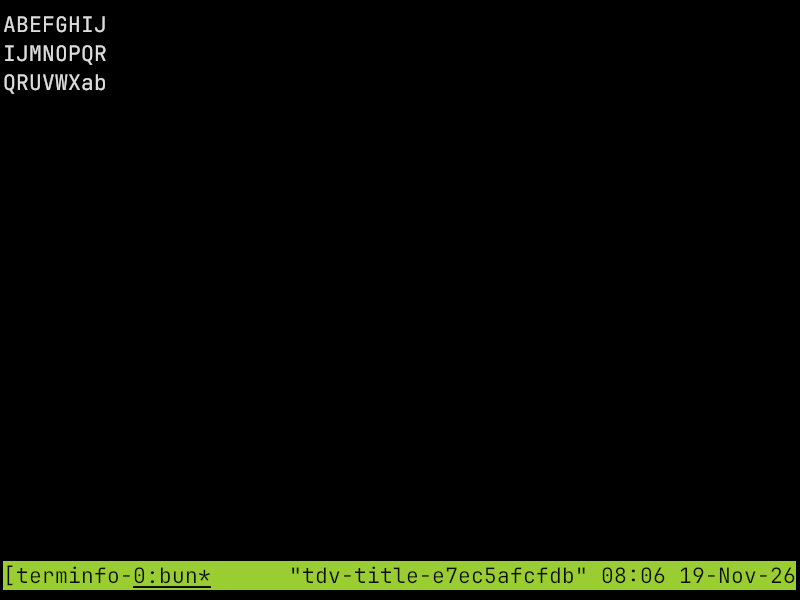 ABEFGHIJ
IJMNOPQR
QRUVWXab
[terminfo-0:bun*      "tdv-title-e7ec5afcfdb" 08:06 19-Nov-26